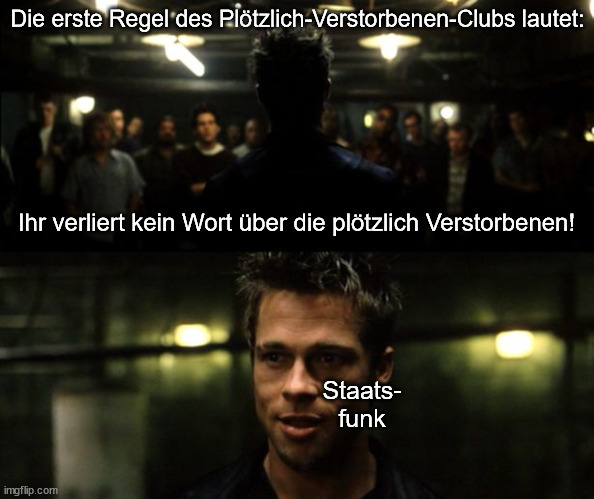 Die erste Regel des Plötzlich-Verstorbenen-Clubs lautet:
Ihr verliert kein Wort über die plötzlich Verstorbenen!
Staats-
funk
imgflip.com